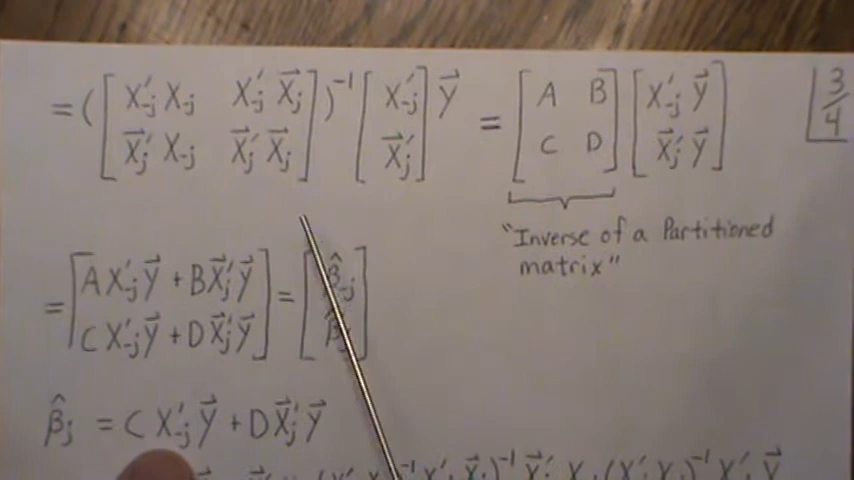 = ([X'₋ⱼ X₋ⱼ X'₋ⱼ X⃗ⱼ ; X⃗ⱼ' X₋ⱼ X⃗ⱼ' X⃗ⱼ])⁻¹ [X'₋ⱼ ; X⃗ⱼ'] Y⃗ = [A B ; C D] [X'₋ⱼ Y⃗ ; X⃗ⱼ' Y⃗]
3/4
"Inverse of a Partitioned
matrix"
= [A X'₋ⱼ Y⃗ + B X⃗ⱼ' Y⃗ ; C X'₋ⱼ Y⃗ + D X⃗ⱼ' Y⃗] = [β̂₋ⱼ ; β̂ⱼ]
β̂ⱼ = C X'₋ⱼ Y⃗ + D X⃗ⱼ' Y⃗